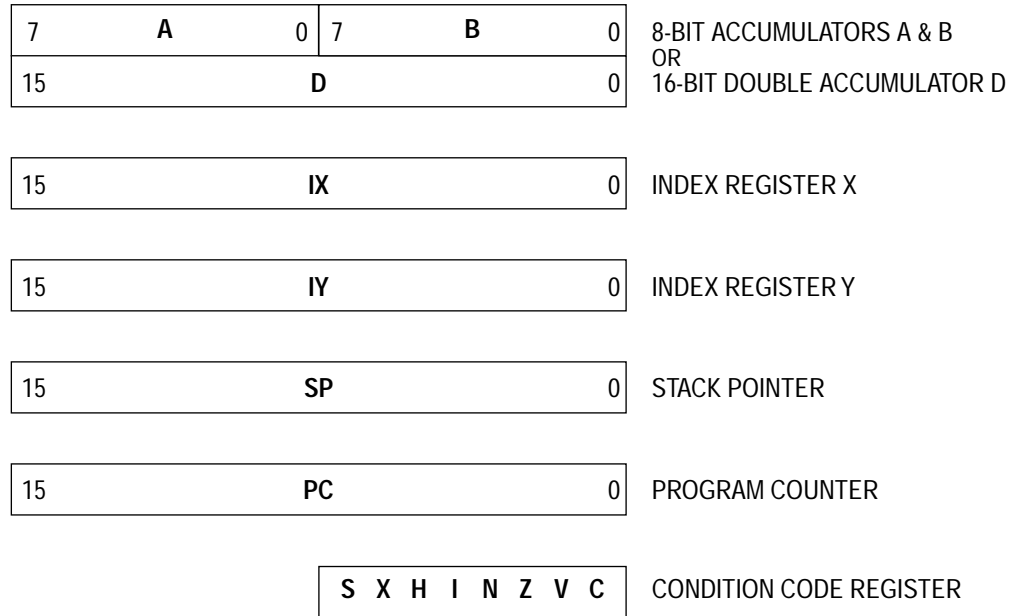 7 A 0 7 B 0 8-BIT ACCUMULATORS A & B
OR
15 D 0 16-BIT DOUBLE ACCUMULATOR D
15 IX 0 INDEX REGISTER X
15 IY 0 INDEX REGISTER Y
15 SP 0 STACK POINTER
15 PC 0 PROGRAM COUNTER
S X H I N Z V C CONDITION CODE REGISTER